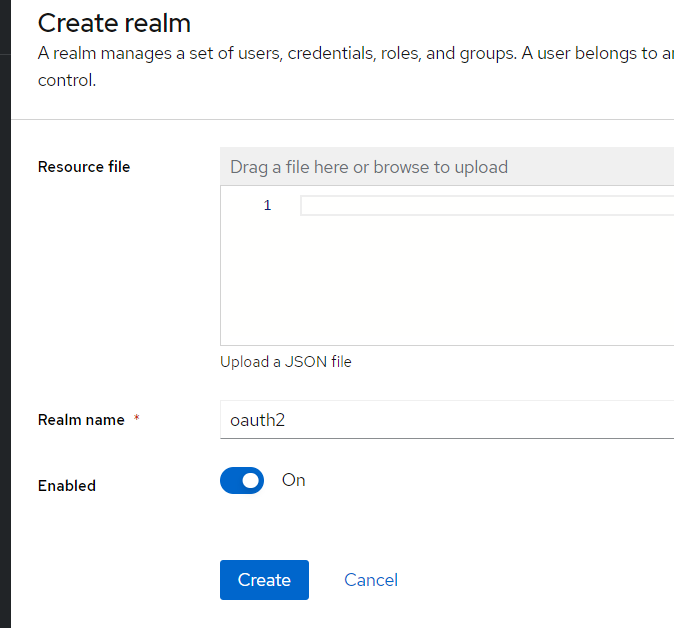 Create realm
A realm manages a set of users, credentials, roles, and groups. A user belongs to
control.
Resource file
Drag a file here or browse to upload
1
Upload a JSON file
Realm name *
oauth2
Enabled
On
Create
Cancel